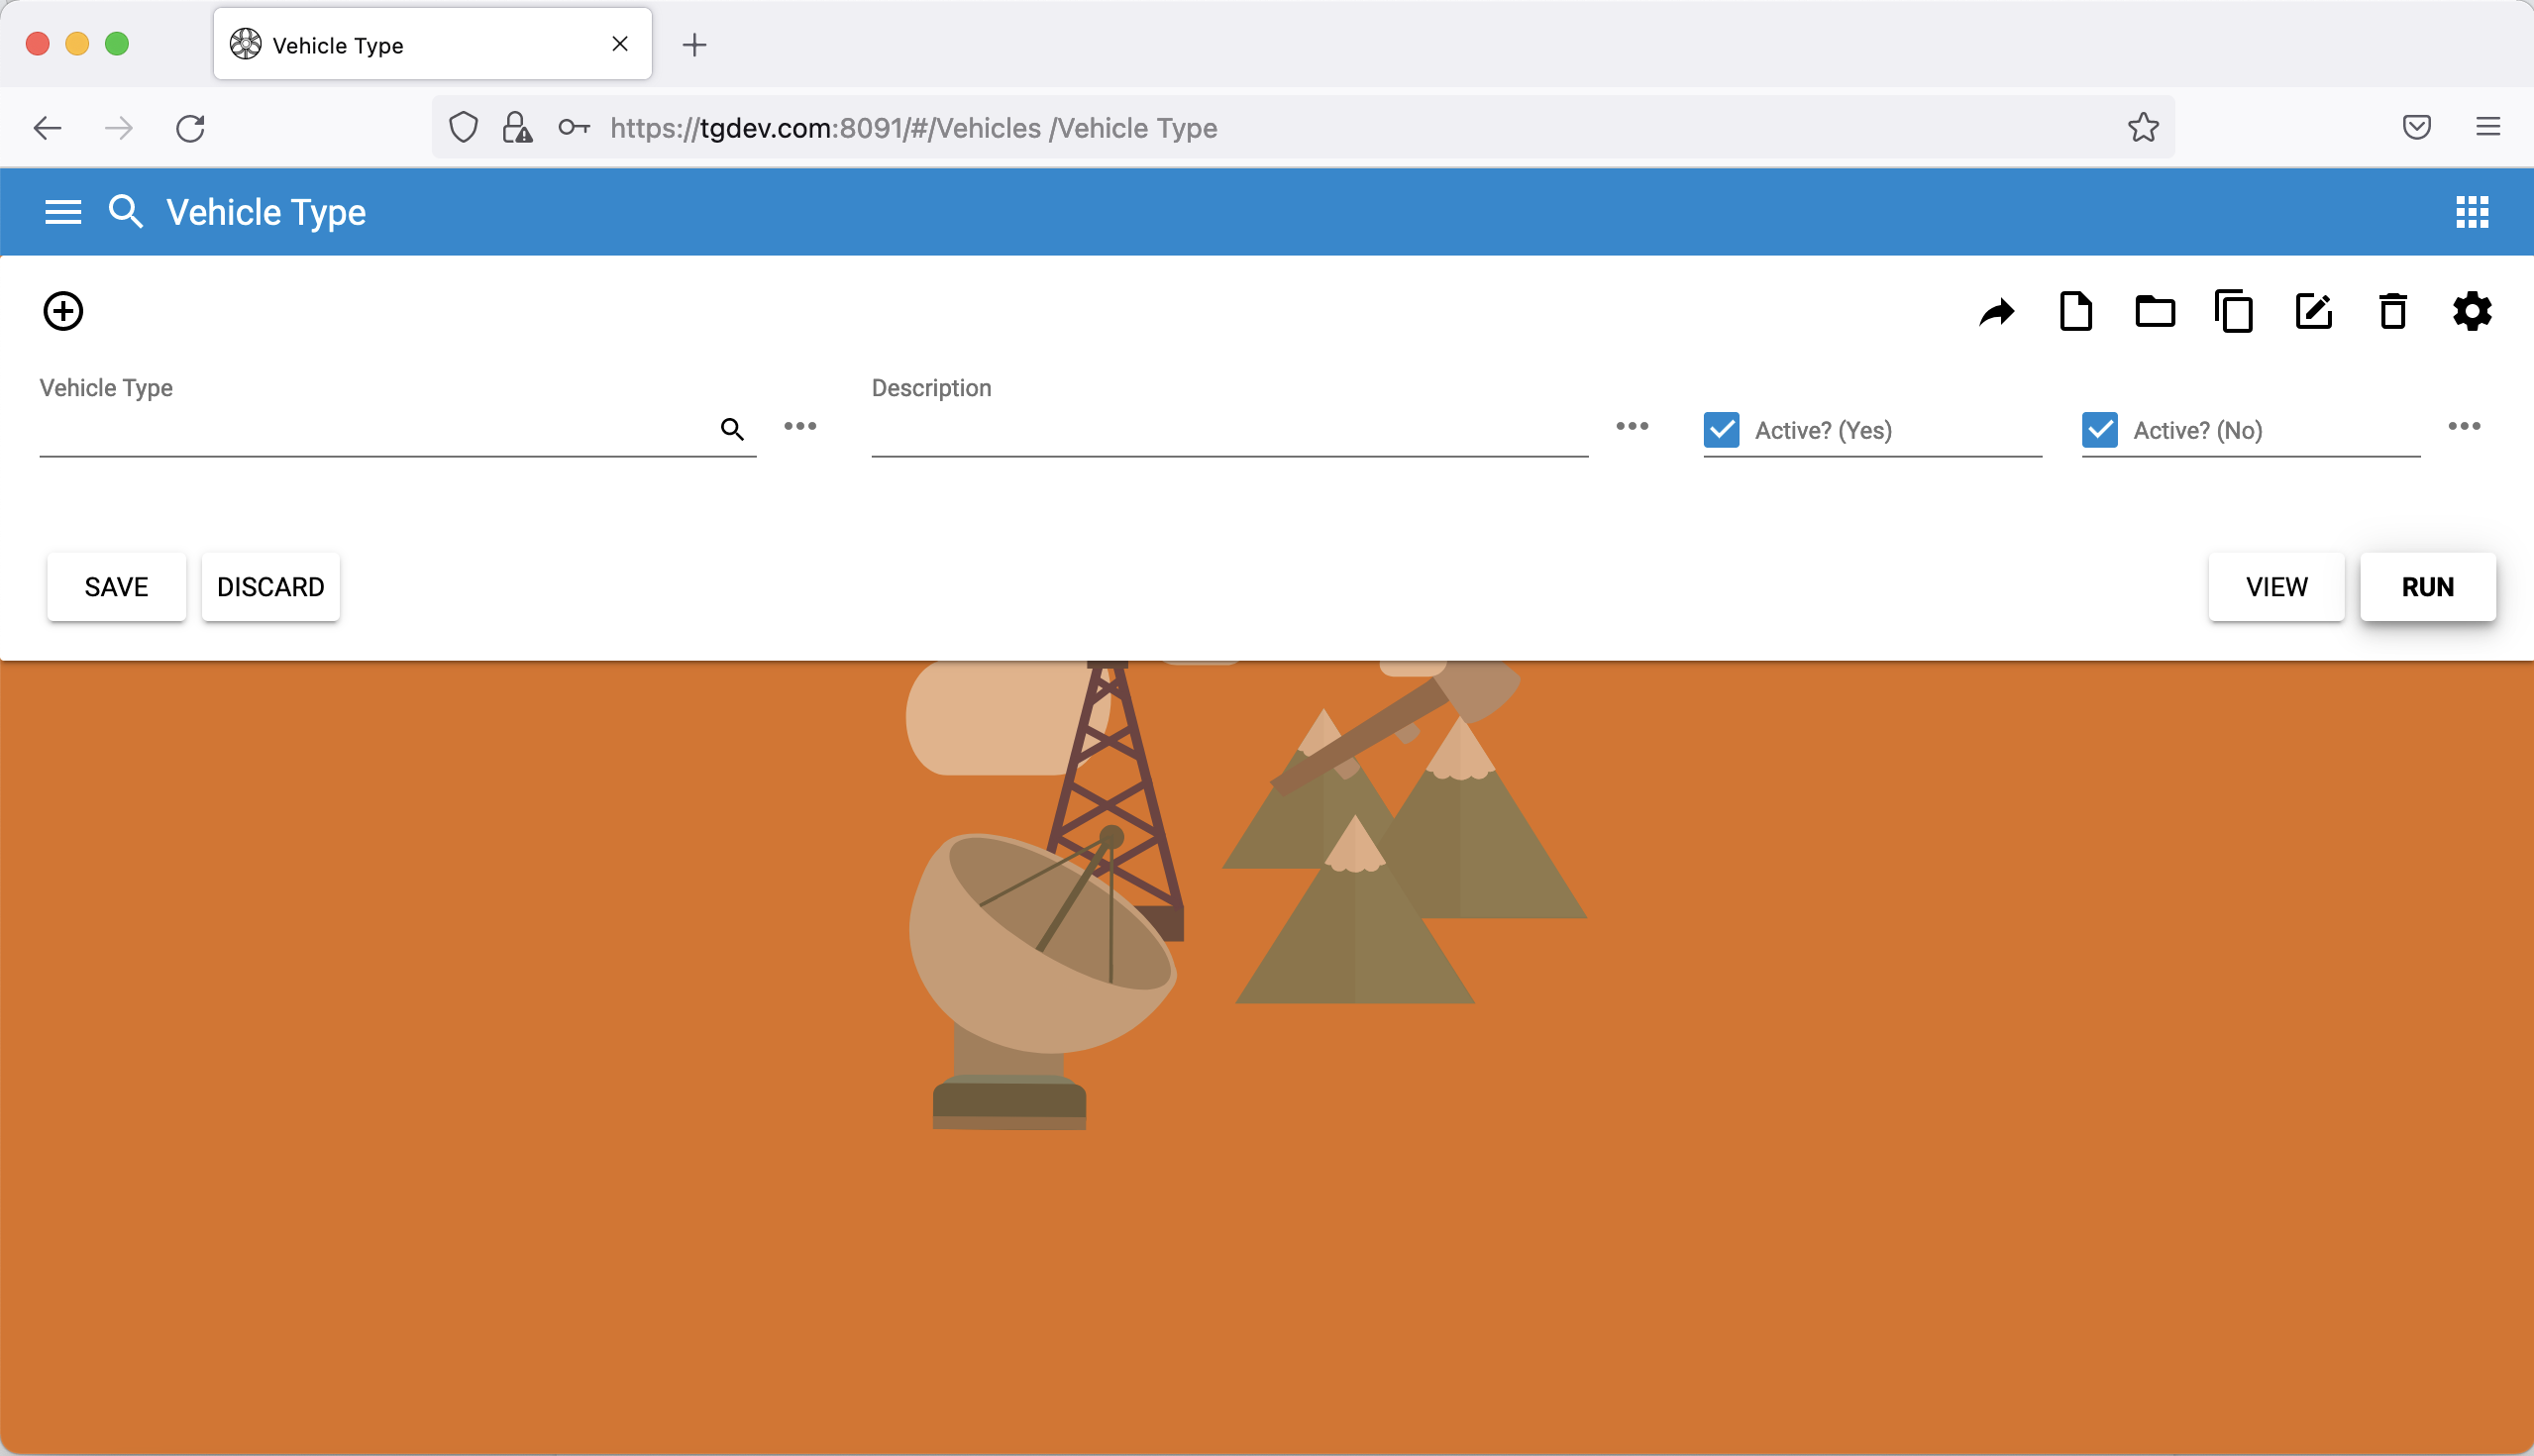 Vehicle Type
https://tgdev.com:8091/#/Vehicles /Vehicle Type
Vehicle Type
Vehicle Type
Description
Active? (Yes)
Active? (No)
SAVE
DISCARD
VIEW
RUN